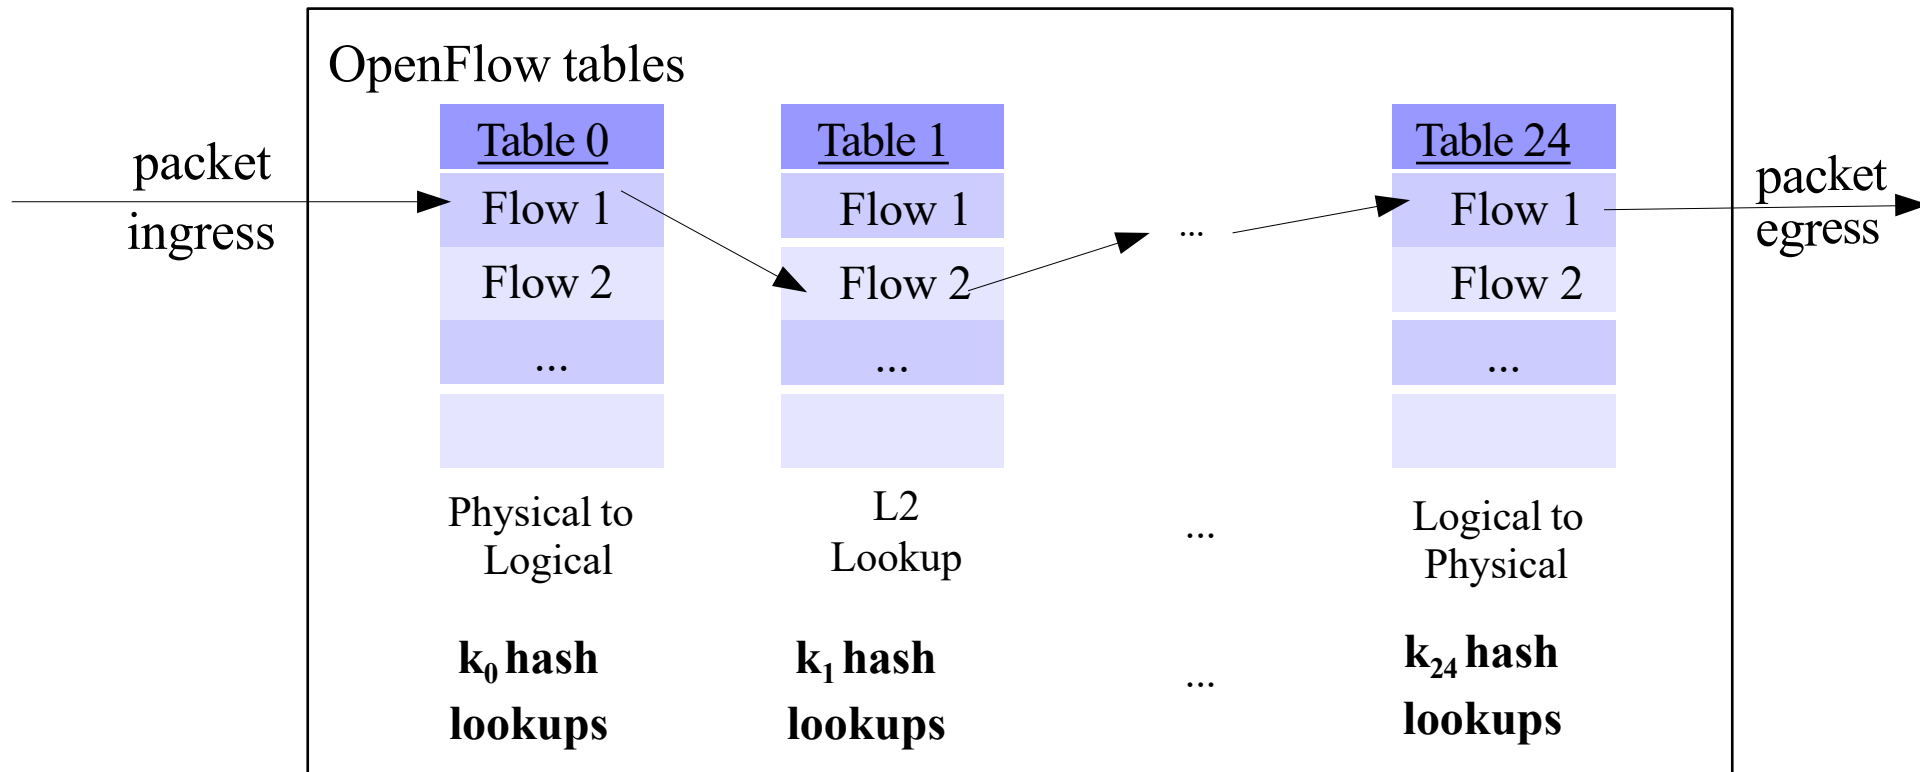 OpenFlow tables
packet
ingress
Table 0
Flow 1
Flow 2
...
Physical to
Logical
k0 hash
lookups
Table 1
Flow 1
Flow 2
...
L2
Lookup
k1 hash
lookups
...
...
...
Table 24
Flow 1
Flow 2
...
Logical to
Physical
k24 hash
lookups
packet
egress